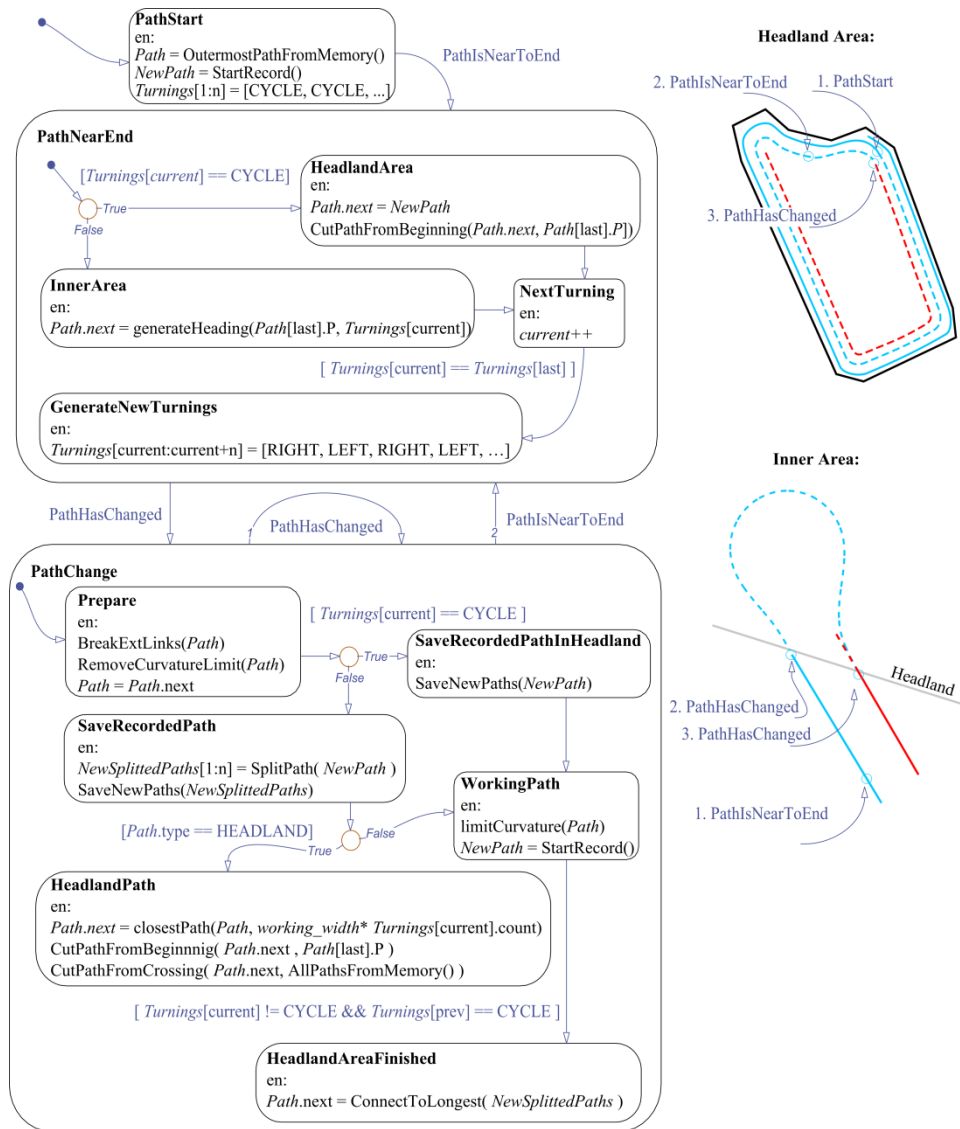 PathStart
en:
Path = OutermostPathFromMemory()
NewPath = StartRecord()
Turnings[1:n] = [CYCLE, CYCLE, ...]
PathIsNearToEnd
PathNearEnd
[Turnings[current] == CYCLE]
True
False
HeadlandArea
en:
Path.next = NewPath
CutPathFromBeginning(Path.next, Path[last].P])
InnerArea
en:
Path.next = generateHeading(Path[last].P, Turnings[current])
NextTurning
en:
current++
[ Turnings[current] == Turnings[last] ]
GenerateNewTurnings
en:
Turnings[current:current+n] = [RIGHT, LEFT, RIGHT, LEFT, …]
PathHasChanged
1
PathHasChanged
PathIsNearToEnd
2
PathChange
Prepare
en:
BreakExtLinks(Path)
RemoveCurvatureLimit(Path)
Path = Path.next
[ Turnings[current] == CYCLE ]
True
False
SaveRecordedPathInHeadland
en:
SaveNewPaths(NewPath)
SaveRecordedPath
en:
NewSplittedPaths[1:n] = SplitPath( NewPath )
SaveNewPaths(NewSplittedPaths)
[Path.type == HEADLAND]
True
False
WorkingPath
en:
limitCurvature(Path)
NewPath = StartRecord()
HeadlandPath
en:
Path.next = closestPath(Path, working_width* Turnings[current].count)
CutPathFromBeginnnig( Path.next , Path[last].P )
CutPathFromCrossing( Path.next, AllPathsFromMemory() )
[ Turnings[current] != CYCLE && Turnings[prev] == CYCLE ]
HeadlandAreaFinished
en:
Path.next = ConnectToLongest( NewSplittedPaths )
Headland Area:
2. PathIsNearToEnd
1. PathStart
3. PathHasChanged
Inner Area:
Headland
2. PathHasChanged
3. PathHasChanged
1. PathIsNearToEnd